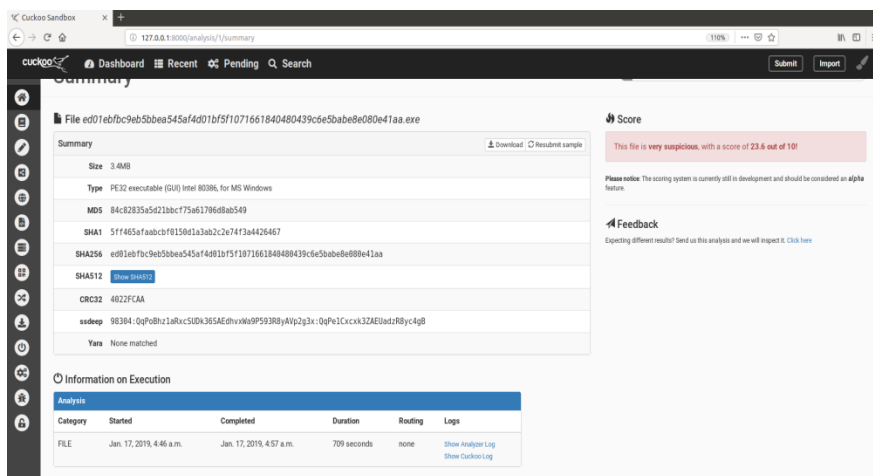 Cuckoo Sandbox
127.0.0.1:8000/analysis/1/summary
110%
cuckoo
Dashboard Recent Pending Search
Submit Import
Summary
File ed01ebfbc9eb5bbea545af4d01bf5f1071661840480439c6e5babe8e080e41aa.exe
Summary
Download Resubmit sample
Size 3.4MB
Type PE32 executable (GUI) Intel 80386, for MS Windows
MD5 84c82835a5d21bbcf75a61706d8ab549
SHA1 5ff465afaabcbf0150d1a3ab2c2e74f3a4426467
SHA256 ed01ebfbc9eb5bbea545af4d01bf5f1071661840480439c6e5babe8e080e41aa
SHA512 Show SHA512
CRC32 4022FCAA
ssdeep 98304:QqPoBhz1aRxcSUDk36SAEdhvxWa9P593R8yAVp2g3x:QqPe1Cxcxk3ZAEUadzR8yc4gB
Yara None matched
Score
This file is very suspicious, with a score of 23.6 out of 10!
Please notice: The scoring system is currently still in development and should be considered an alpha
feature.
Feedback
Expecting different results? Send us this analysis and we will inspect it. Click here
Information on Execution
Analysis
Category Started Completed Duration Routing Logs
FILE Jan. 17, 2019, 4:46 a.m. Jan. 17, 2019, 4:57 a.m. 709 seconds none Show Analyzer Log
Show Cuckoo Log